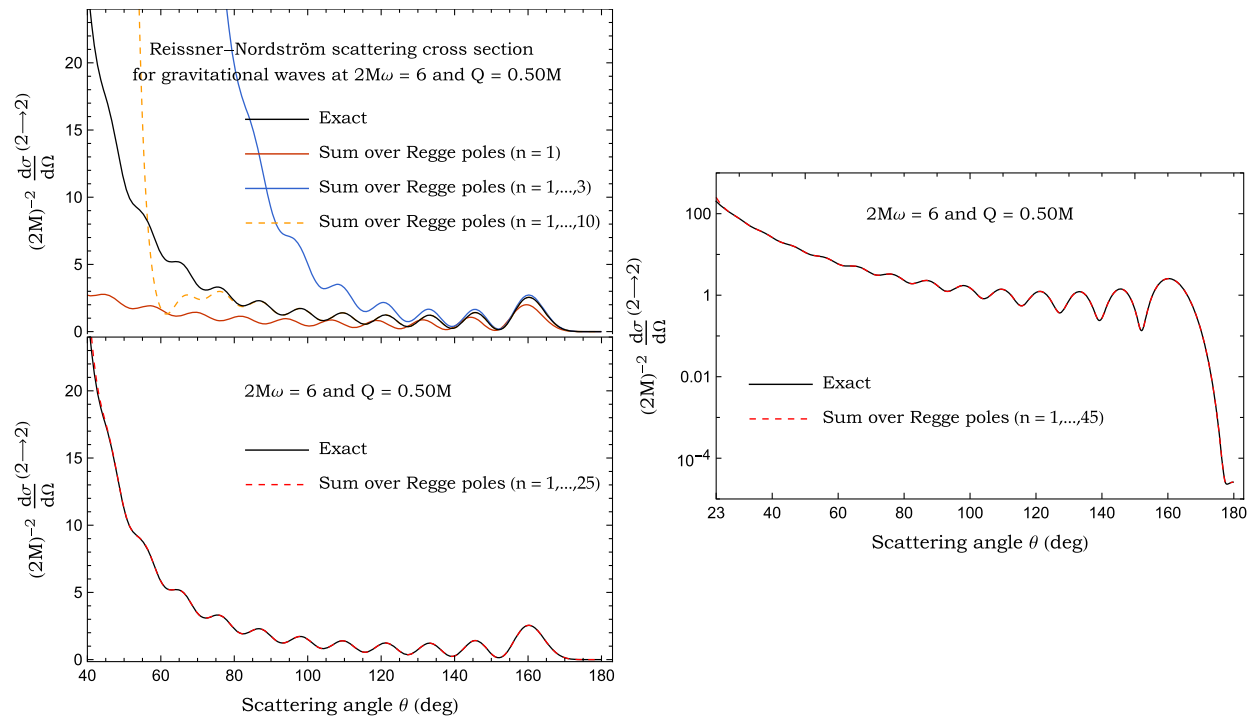 Reissner–Nordström scattering cross section
for gravitational waves at 2Mω = 6 and Q = 0.50M
Exact
Sum over Regge poles (n = 1)
Sum over Regge poles (n = 1,...,3)
Sum over Regge poles (n = 1,...,10)
(2M)⁻² dσ/dΩ (2⟶2)
20
15
10
5
0
2Mω = 6 and Q = 0.50M
Exact
Sum over Regge poles (n = 1,...,25)
(2M)⁻² dσ/dΩ (2⟶2)
20
15
10
5
0
40 60 80 100 120 140 160 180
Scattering angle θ (deg)
2Mω = 6 and Q = 0.50M
Exact
Sum over Regge poles (n = 1,...,45)
(2M)⁻² dσ/dΩ (2⟶2)
100
1
0.01
10⁻⁴
23 40 60 80 100 120 140 160 180
Scattering angle θ (deg)